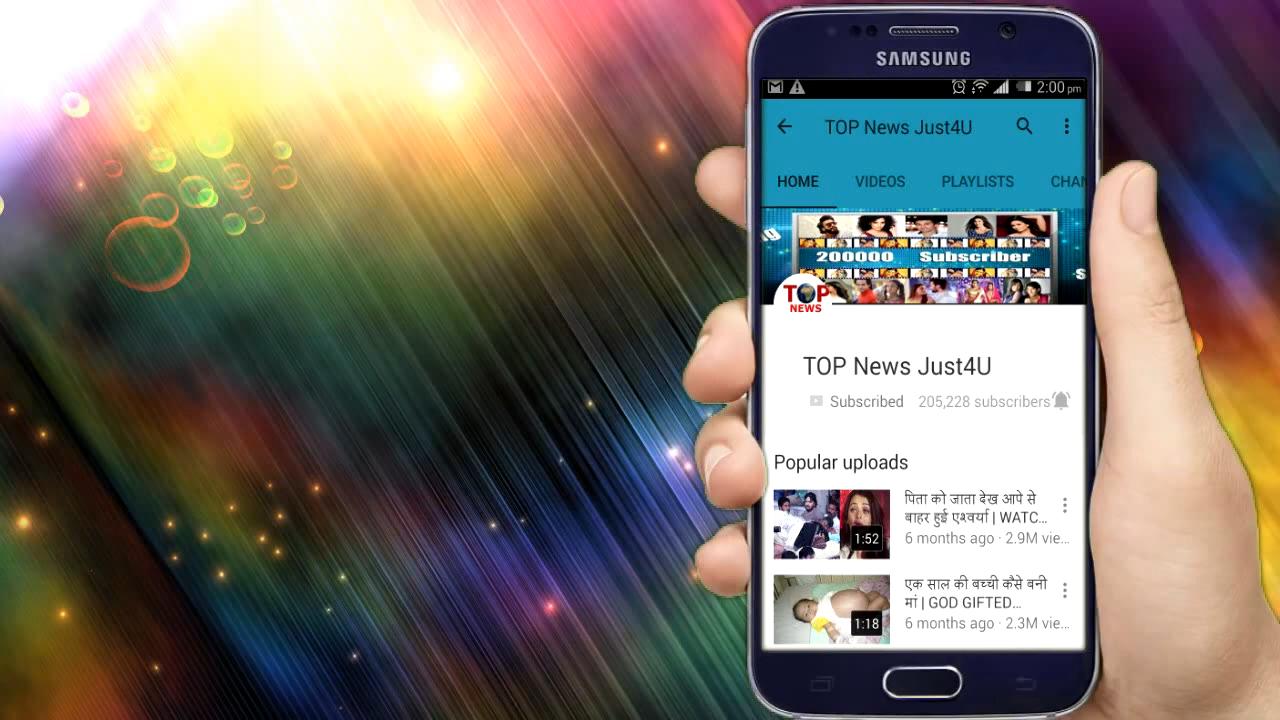 SAMSUNG
2:00 pm
TOP News Just4U
HOME VIDEOS PLAYLISTS CHAN
200000 Subscriber
TOP
NEWS
TOP News Just4U
Subscribed 205,228 subscribers
Popular uploads
पिता को जाता देख आपे से
बाहर हुई एश्वर्या | WATC...
6 months ago · 2.9M vie...
1:52
एक साल की बच्ची कैसे बनी
मां | GOD GIFTED...
6 months ago · 2.3M vie...
1:18